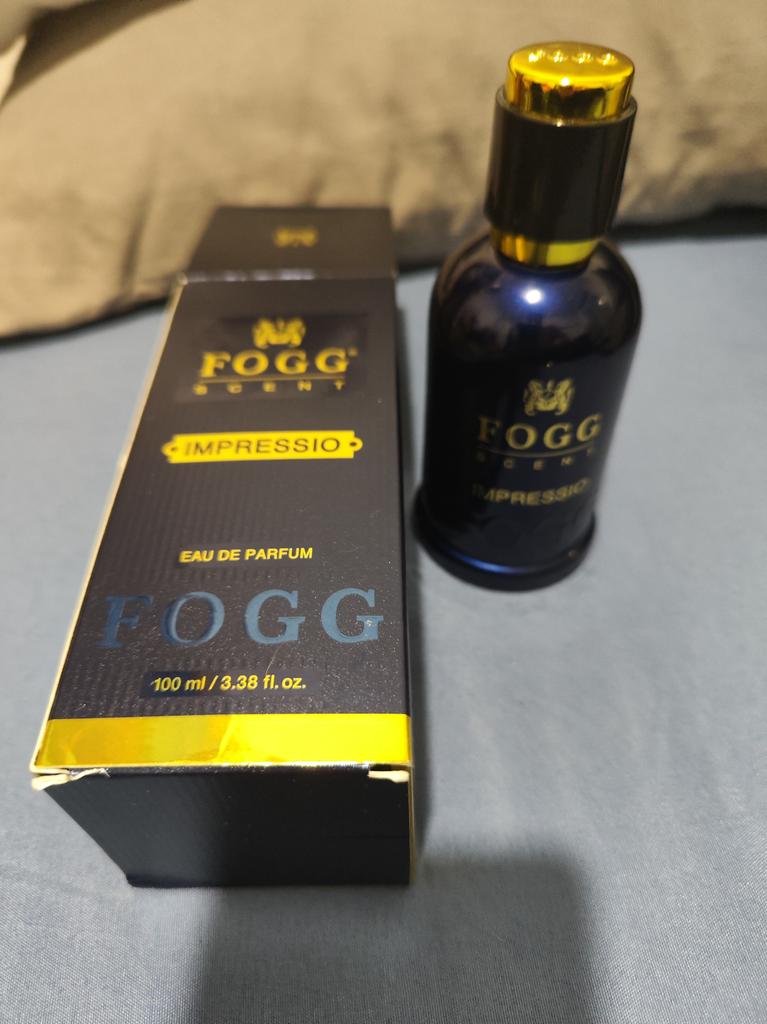 FOGG
SCENT
IMPRESSIO
EAU DE PARFUM
FOGG
100 ml / 3.38 fl. oz.
FOGG
SCENT
IMPRESSIO